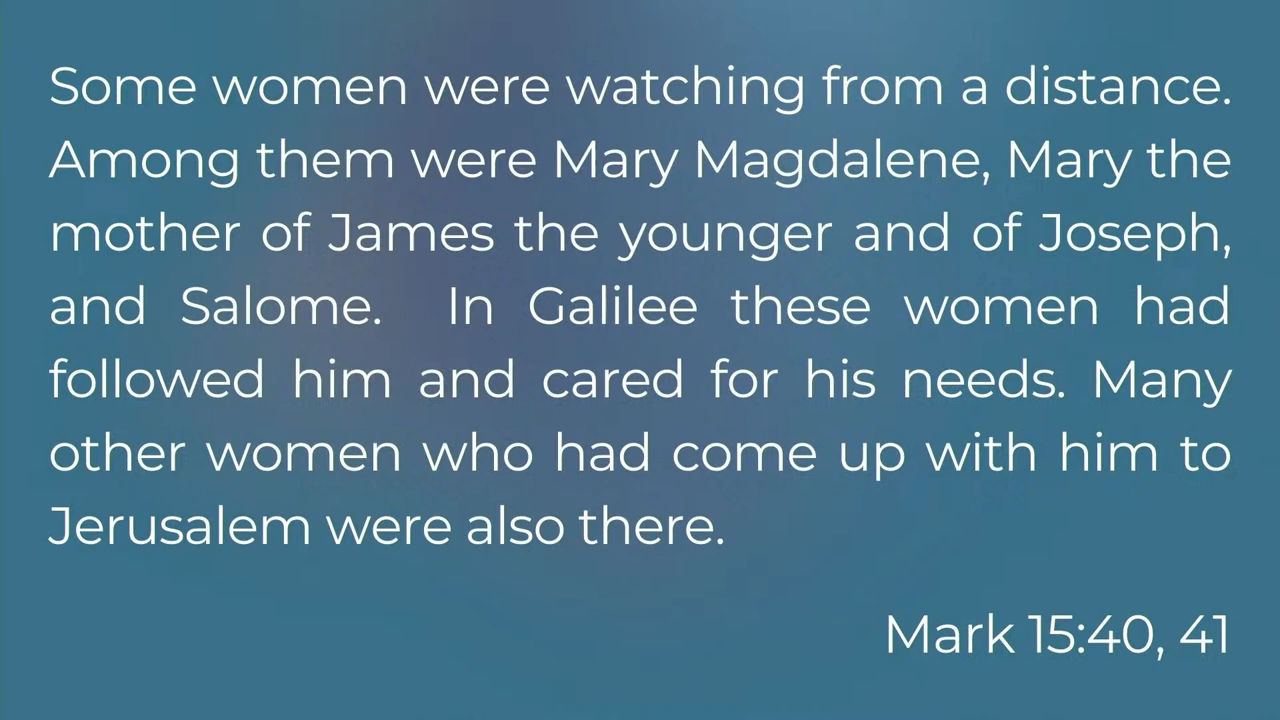 Some women were watching from a distance.
Among them were Mary Magdalene, Mary the
mother of James the younger and of Joseph,
and Salome.  In Galilee these women had
followed him and cared for his needs. Many
other women who had come up with him to
Jerusalem were also there.
Mark 15:40, 41